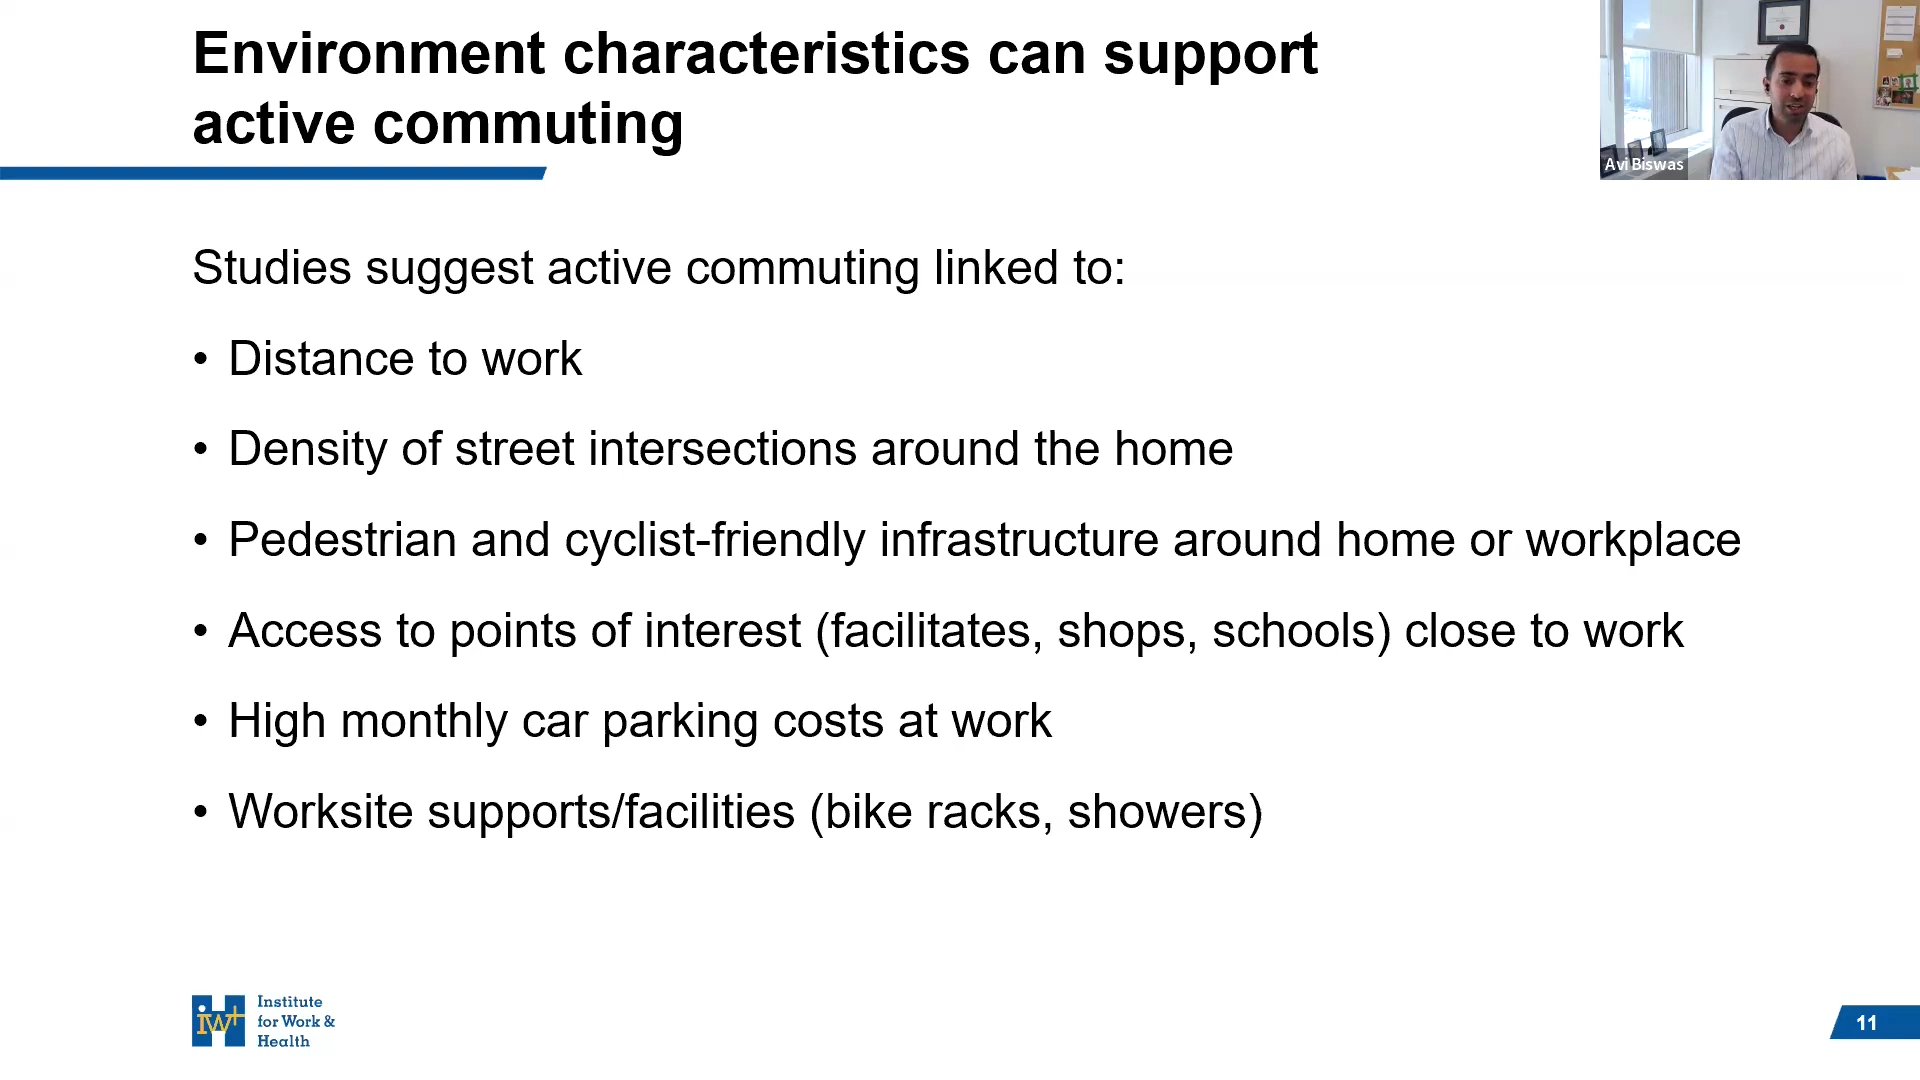 Environment characteristics can support
active commuting
Avi Biswas
Studies suggest active commuting linked to:
• Distance to work
• Density of street intersections around the home
• Pedestrian and cyclist-friendly infrastructure around home or workplace
• Access to points of interest (facilitates, shops, schools) close to work
• High monthly car parking costs at work
• Worksite supports/facilities (bike racks, showers)
iw+
Institute
for Work &
Health
11